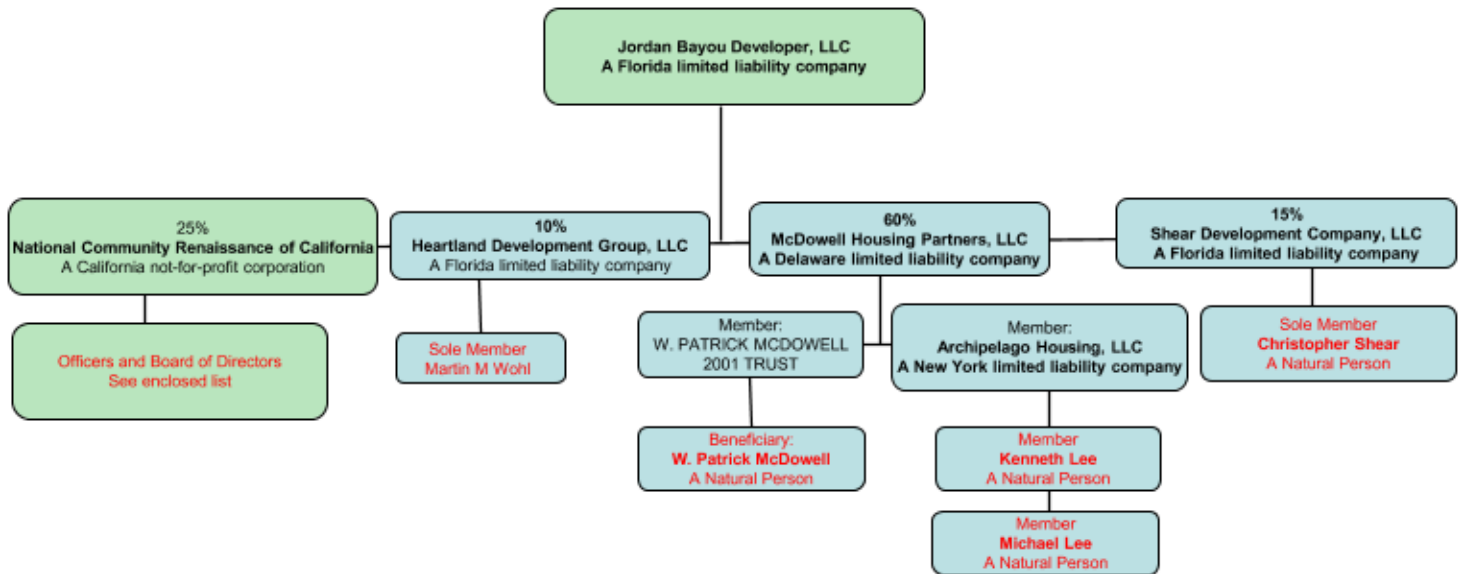 Jordan Bayou Developer, LLC
A Florida limited liability company
25%
National Community Renaissance of California
A California not-for-profit corporation
10%
Heartland Development Group, LLC
A Florida limited liability company
60%
McDowell Housing Partners, LLC
A Delaware limited liability company
15%
Shear Development Company, LLC
A Florida limited liability company
Officers and Board of Directors
See enclosed list
Sole Member
Martin M Wohl
Member:
W. PATRICK MCDOWELL
2001 TRUST
Member:
Archipelago Housing, LLC
A New York limited liability company
Sole Member
Christopher Shear
A Natural Person
Beneficiary:
W. Patrick McDowell
A Natural Person
Member
Kenneth Lee
A Natural Person
Member
Michael Lee
A Natural Person